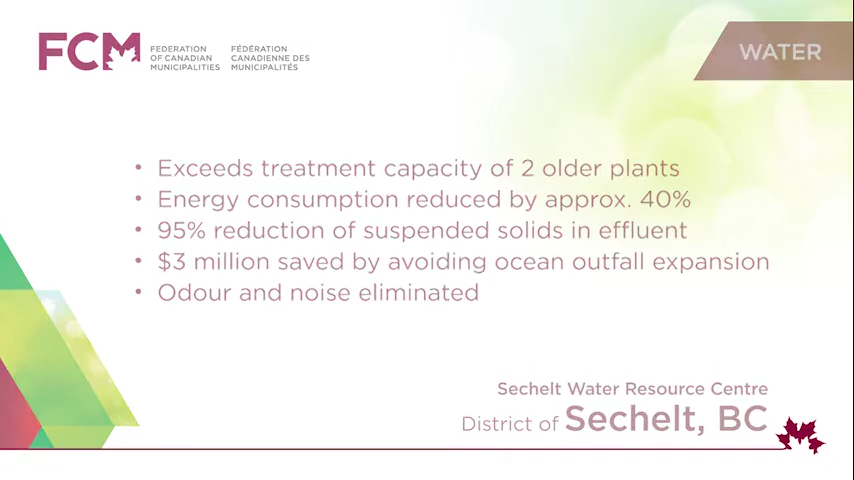 FCM
FEDERATION
OF CANADIAN
MUNICIPALITIES
FÉDÉRATION
CANADIENNE DES
MUNICIPALITÉS
WATER
• Exceeds treatment capacity of 2 older plants
• Energy consumption reduced by approx. 40%
• 95% reduction of suspended solids in effluent
• $3 million saved by avoiding ocean outfall expansion
• Odour and noise eliminated
Sechelt Water Resource Centre
District of Sechelt, BC